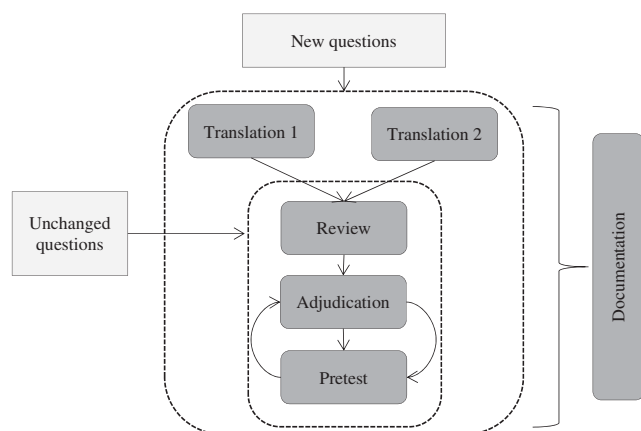 New questions
Translation 1
Translation 2
Unchanged
questions
Review
Adjudication
Pretest
Documentation